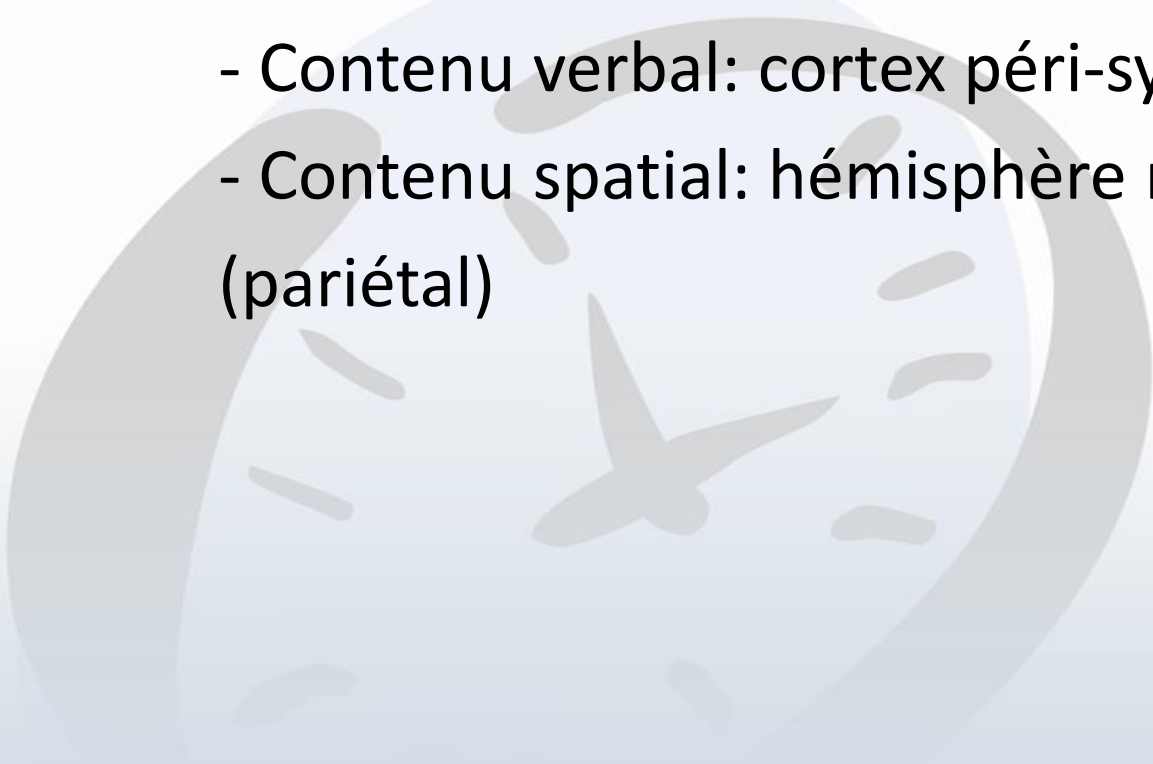 - Contenu verbal: cortex péri-sy
- Contenu spatial: hémisphère
(pariétal)